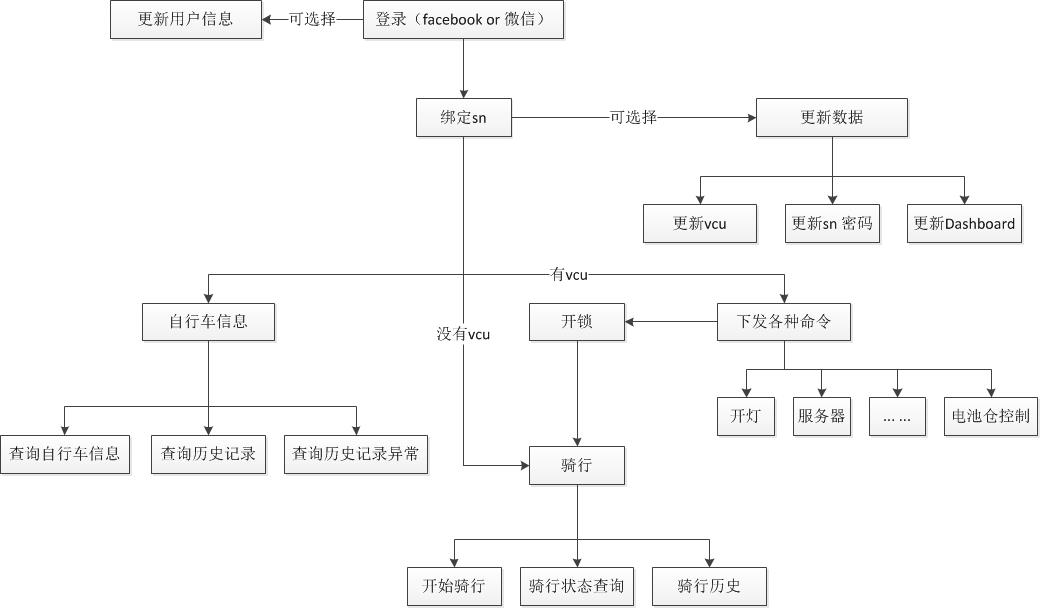 更新用户信息
可选择
登录（facebook or 微信）
绑定sn
可选择
更新数据
更新vcu
更新sn 密码
更新Dashboard
有vcu
自行车信息
没有vcu
开锁
下发各种命令
开灯
服务器
... ...
电池仓控制
查询自行车信息
查询历史记录
查询历史记录异常
骑行
开始骑行
骑行状态查询
骑行历史